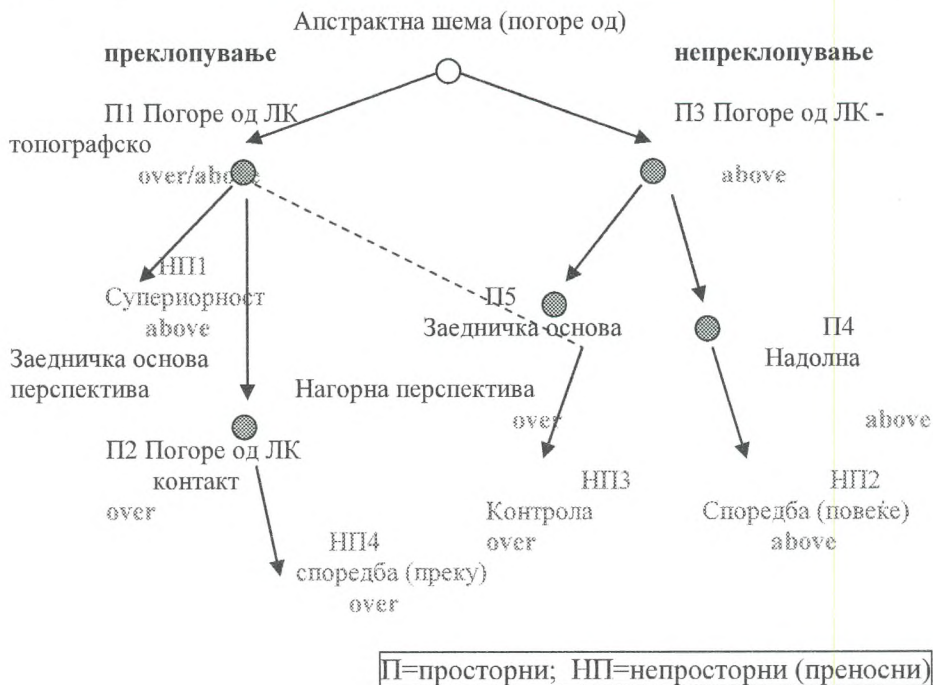 Апстрактна шема (погоре од)
преклопување непреклопување
П1 Погоре од ЛК П3 Погоре од ЛК -
топографско
over/above above
НП1
Супериорност П5
above Заедничка основа П4
Заедничка основа Надолна
перспектива Нагорна перспектива
over above
П2 Погоре од ЛК
контакт НП3 НП2
over Контрола Споредба (повеќе)
НП4 over above
споредба (преку)
over
П=просторни; НП=непросторни (преносни)